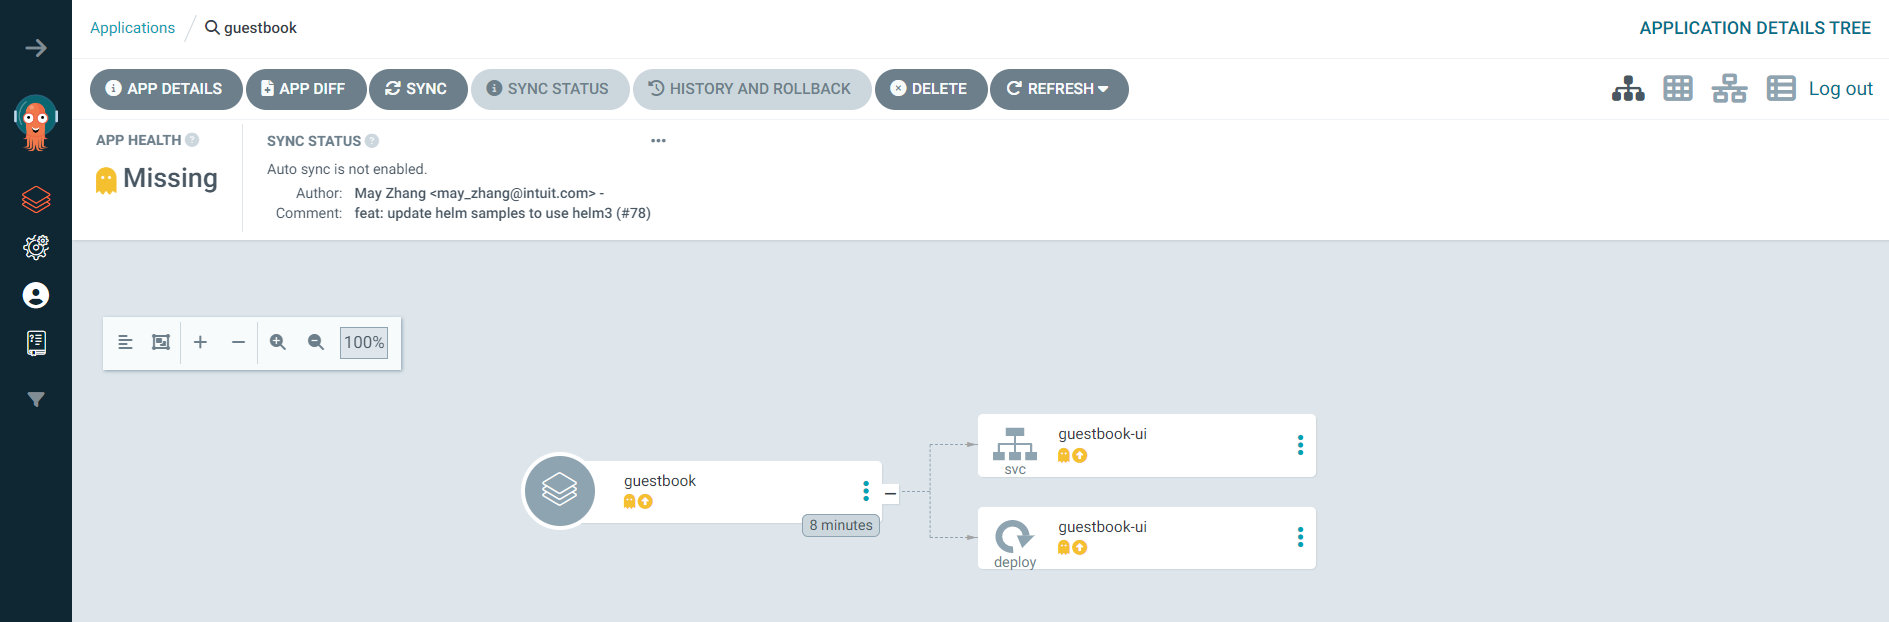 Applications / guestbook
APPLICATION DETAILS TREE
APP DETAILS
APP DIFF
SYNC
SYNC STATUS
HISTORY AND ROLLBACK
DELETE
REFRESH
Log out
APP HEALTH
Missing
SYNC STATUS
Auto sync is not enabled.
Author: May Zhang <may_zhang@intuit.com> -
Comment: feat: update helm samples to use helm3 (#78)
100%
guestbook
8 minutes
guestbook-ui
svc
guestbook-ui
deploy